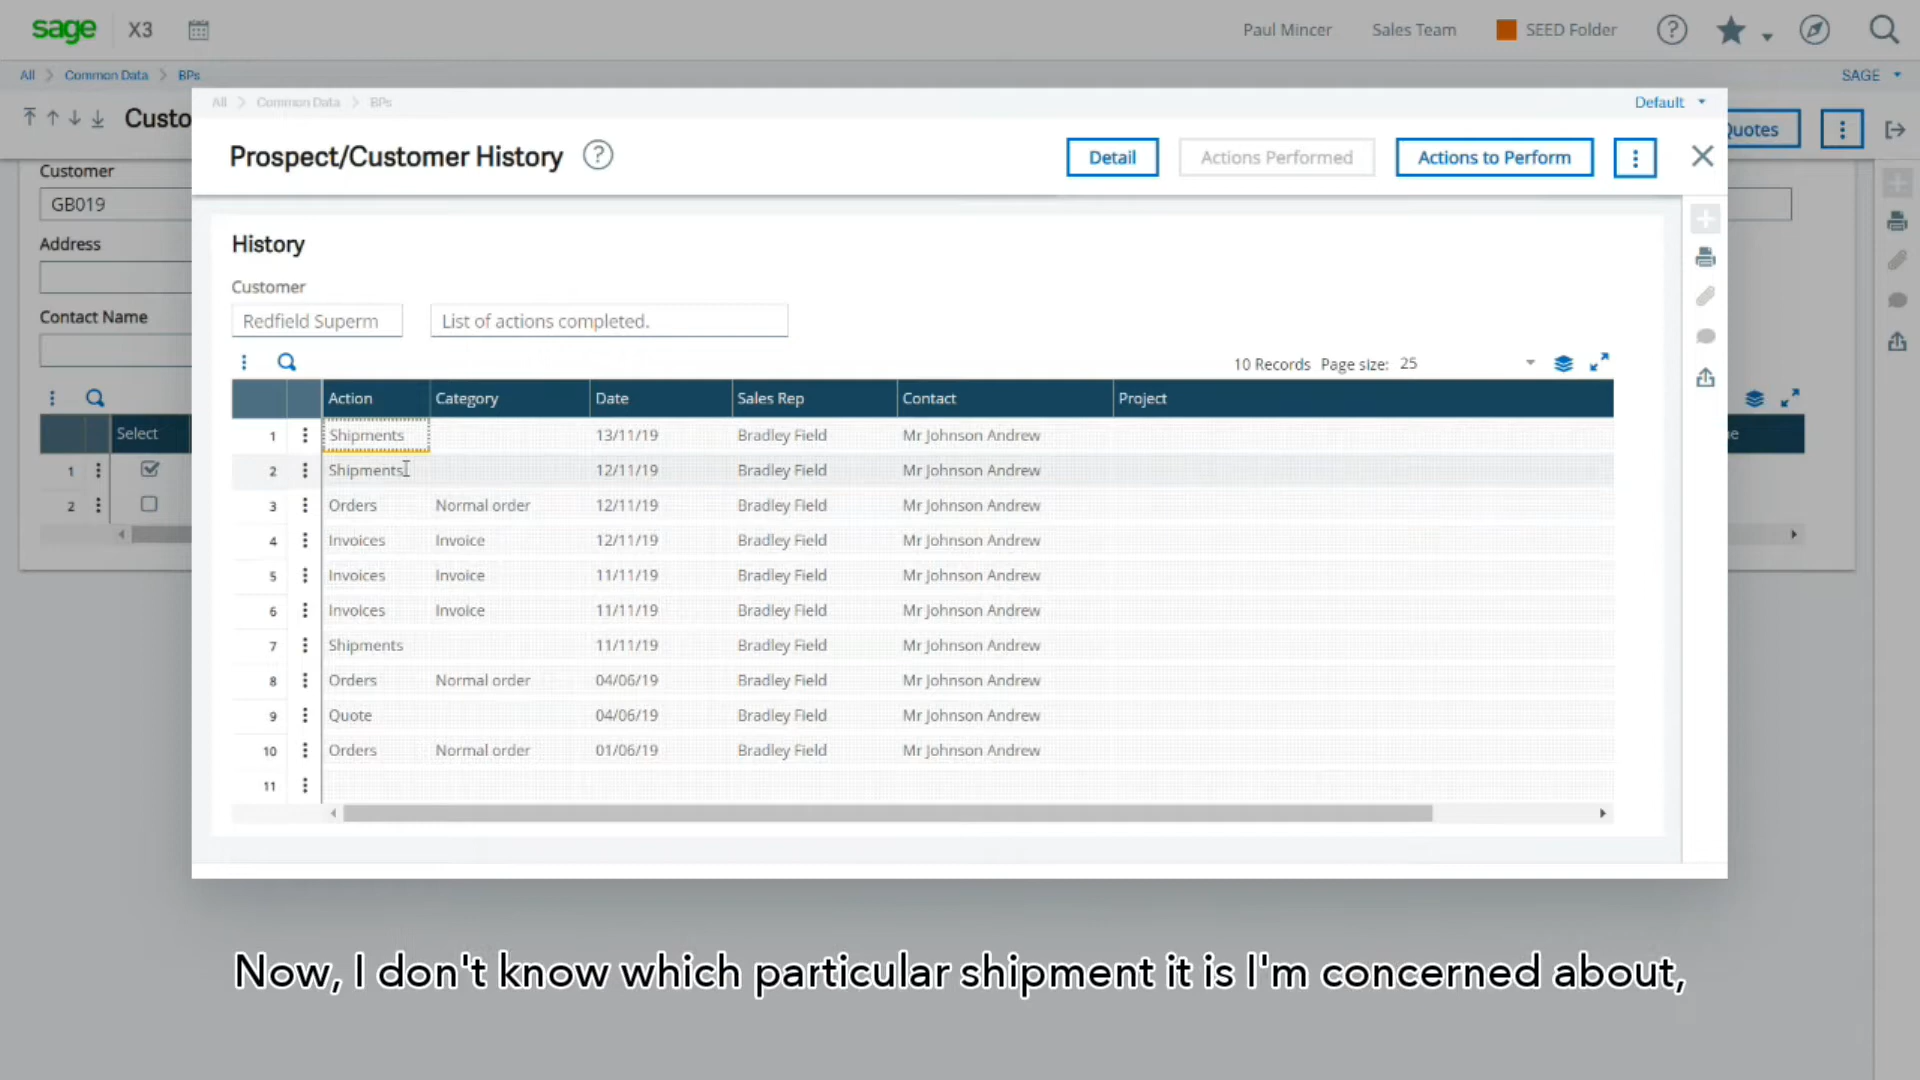 sage X3 Paul Mincer Sales Team SEED Folder ?
All > Common Data > BPs SAGE
Custo Quotes
Customer
GB019
Address
Contact Name
Select
1
2
All > Common Data > BPs Default
Prospect/Customer History ? Detail Actions Performed Actions to Perform
History
Customer
Redfield Superm List of actions completed.
10 Records Page size: 25
Action Category Date Sales Rep Contact Project
1 Shipments 13/11/19 Bradley Field Mr Johnson Andrew
2 Shipments 12/11/19 Bradley Field Mr Johnson Andrew
3 Orders Normal order 12/11/19 Bradley Field Mr Johnson Andrew
4 Invoices Invoice 12/11/19 Bradley Field Mr Johnson Andrew
5 Invoices Invoice 11/11/19 Bradley Field Mr Johnson Andrew
6 Invoices Invoice 11/11/19 Bradley Field Mr Johnson Andrew
7 Shipments 11/11/19 Bradley Field Mr Johnson Andrew
8 Orders Normal order 04/06/19 Bradley Field Mr Johnson Andrew
9 Quote 04/06/19 Bradley Field Mr Johnson Andrew
10 Orders Normal order 01/06/19 Bradley Field Mr Johnson Andrew
11
Now, I don't know which particular shipment it is I'm concerned about,